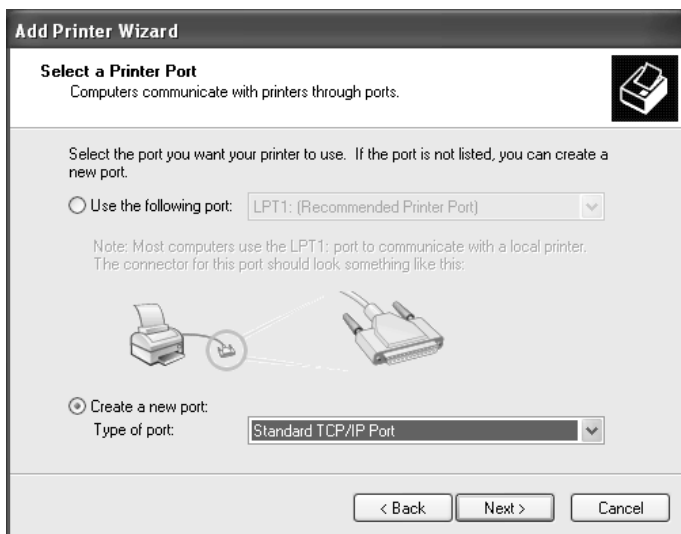 Add Printer Wizard
Select a Printer Port
Computers communicate with printers through ports.
Select the port you want your printer to use. If the port is not listed, you can create a
new port.
Use the following port: LPT1: (Recommended Printer Port)
Note: Most computers use the LPT1: port to communicate with a local printer.
The connector for this port should look something like this:
Create a new port:
Type of port: Standard TCP/IP Port
< Back Next > Cancel